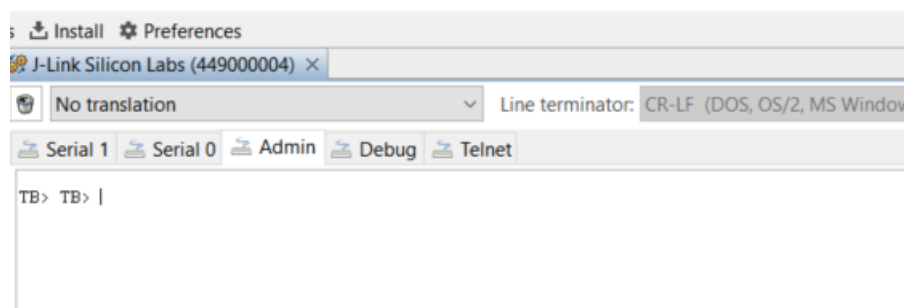 s Install Preferences
J-Link Silicon Labs (449000004) ×
No translation Line terminator: CR-LF (DOS, OS/2, MS Window
Serial 1 Serial 0 Admin Debug Telnet
TB> TB>